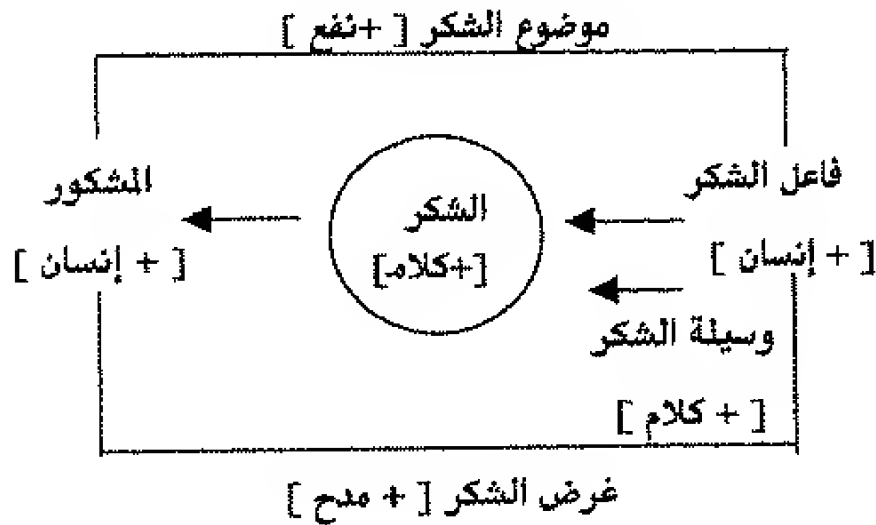 موضوع الشكر [ +نفع ]
فاعل الشكر
[ + إنسان ]
وسيلة الشكر
[ + كلام ]
الشكر
[+كلام]
المشكور
[ + إنسان ]
غرض الشكر [ + مدح ]